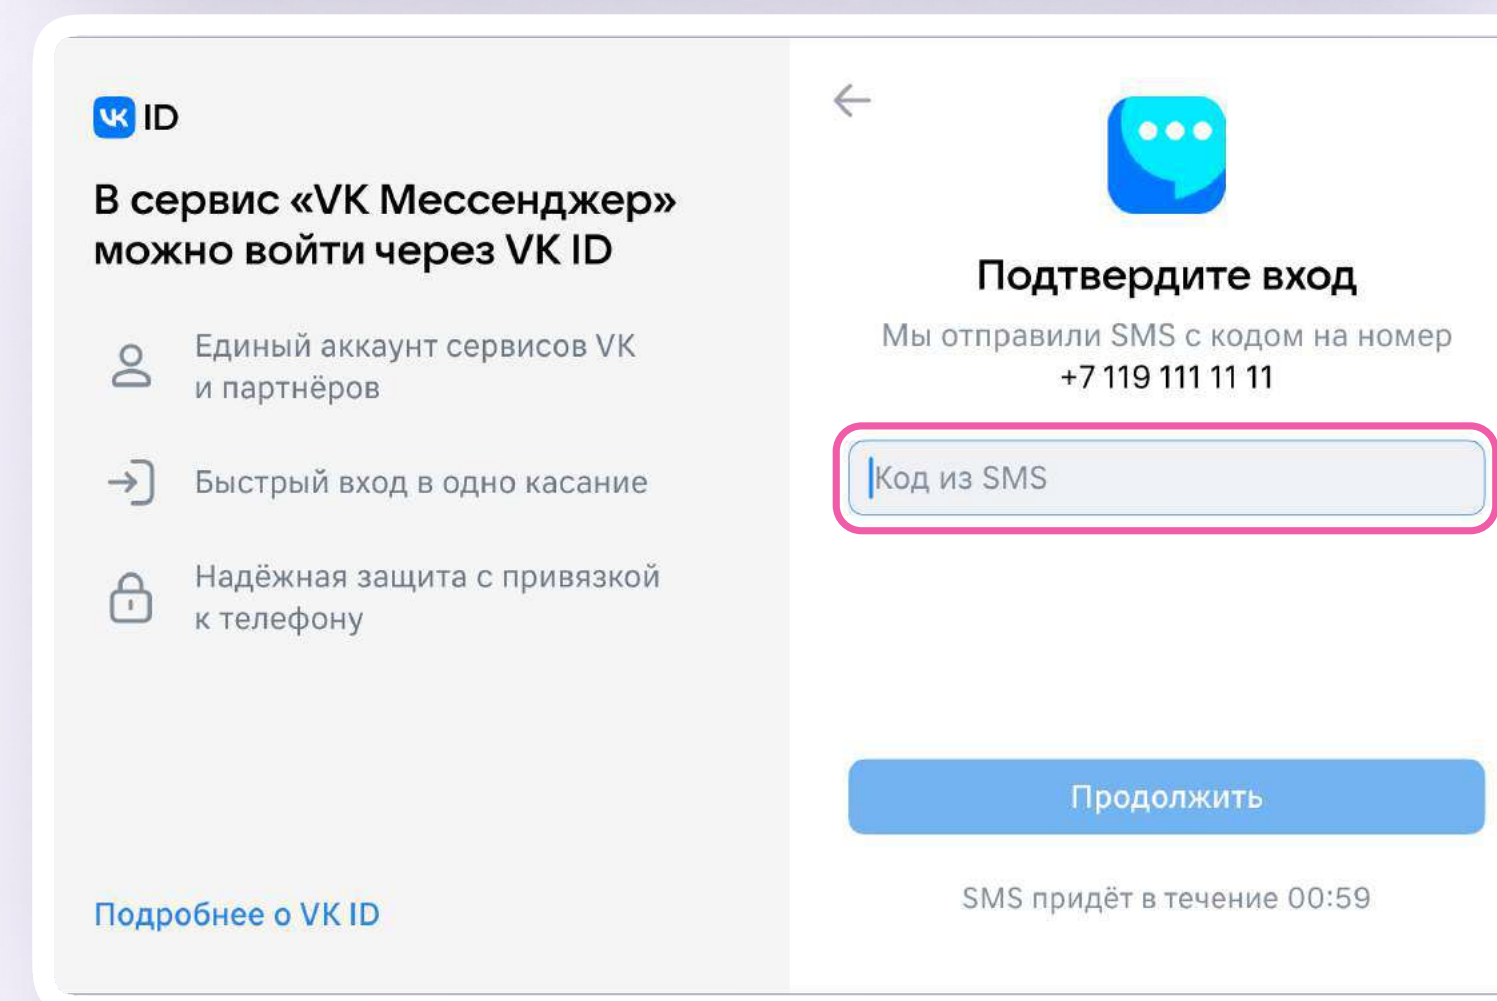 VK ID
В сервис «VK Мессенджер»
можно войти через VK ID
Единый аккаунт сервисов VK
и партнёров
Быстрый вход в одно касание
Надёжная защита с привязкой
к телефону
Подробнее о VK ID
Подтвердите вход
Мы отправили SMS с кодом на номер
+7 119 111 11 11
Код из SMS
Продолжить
SMS придёт в течение 00:59